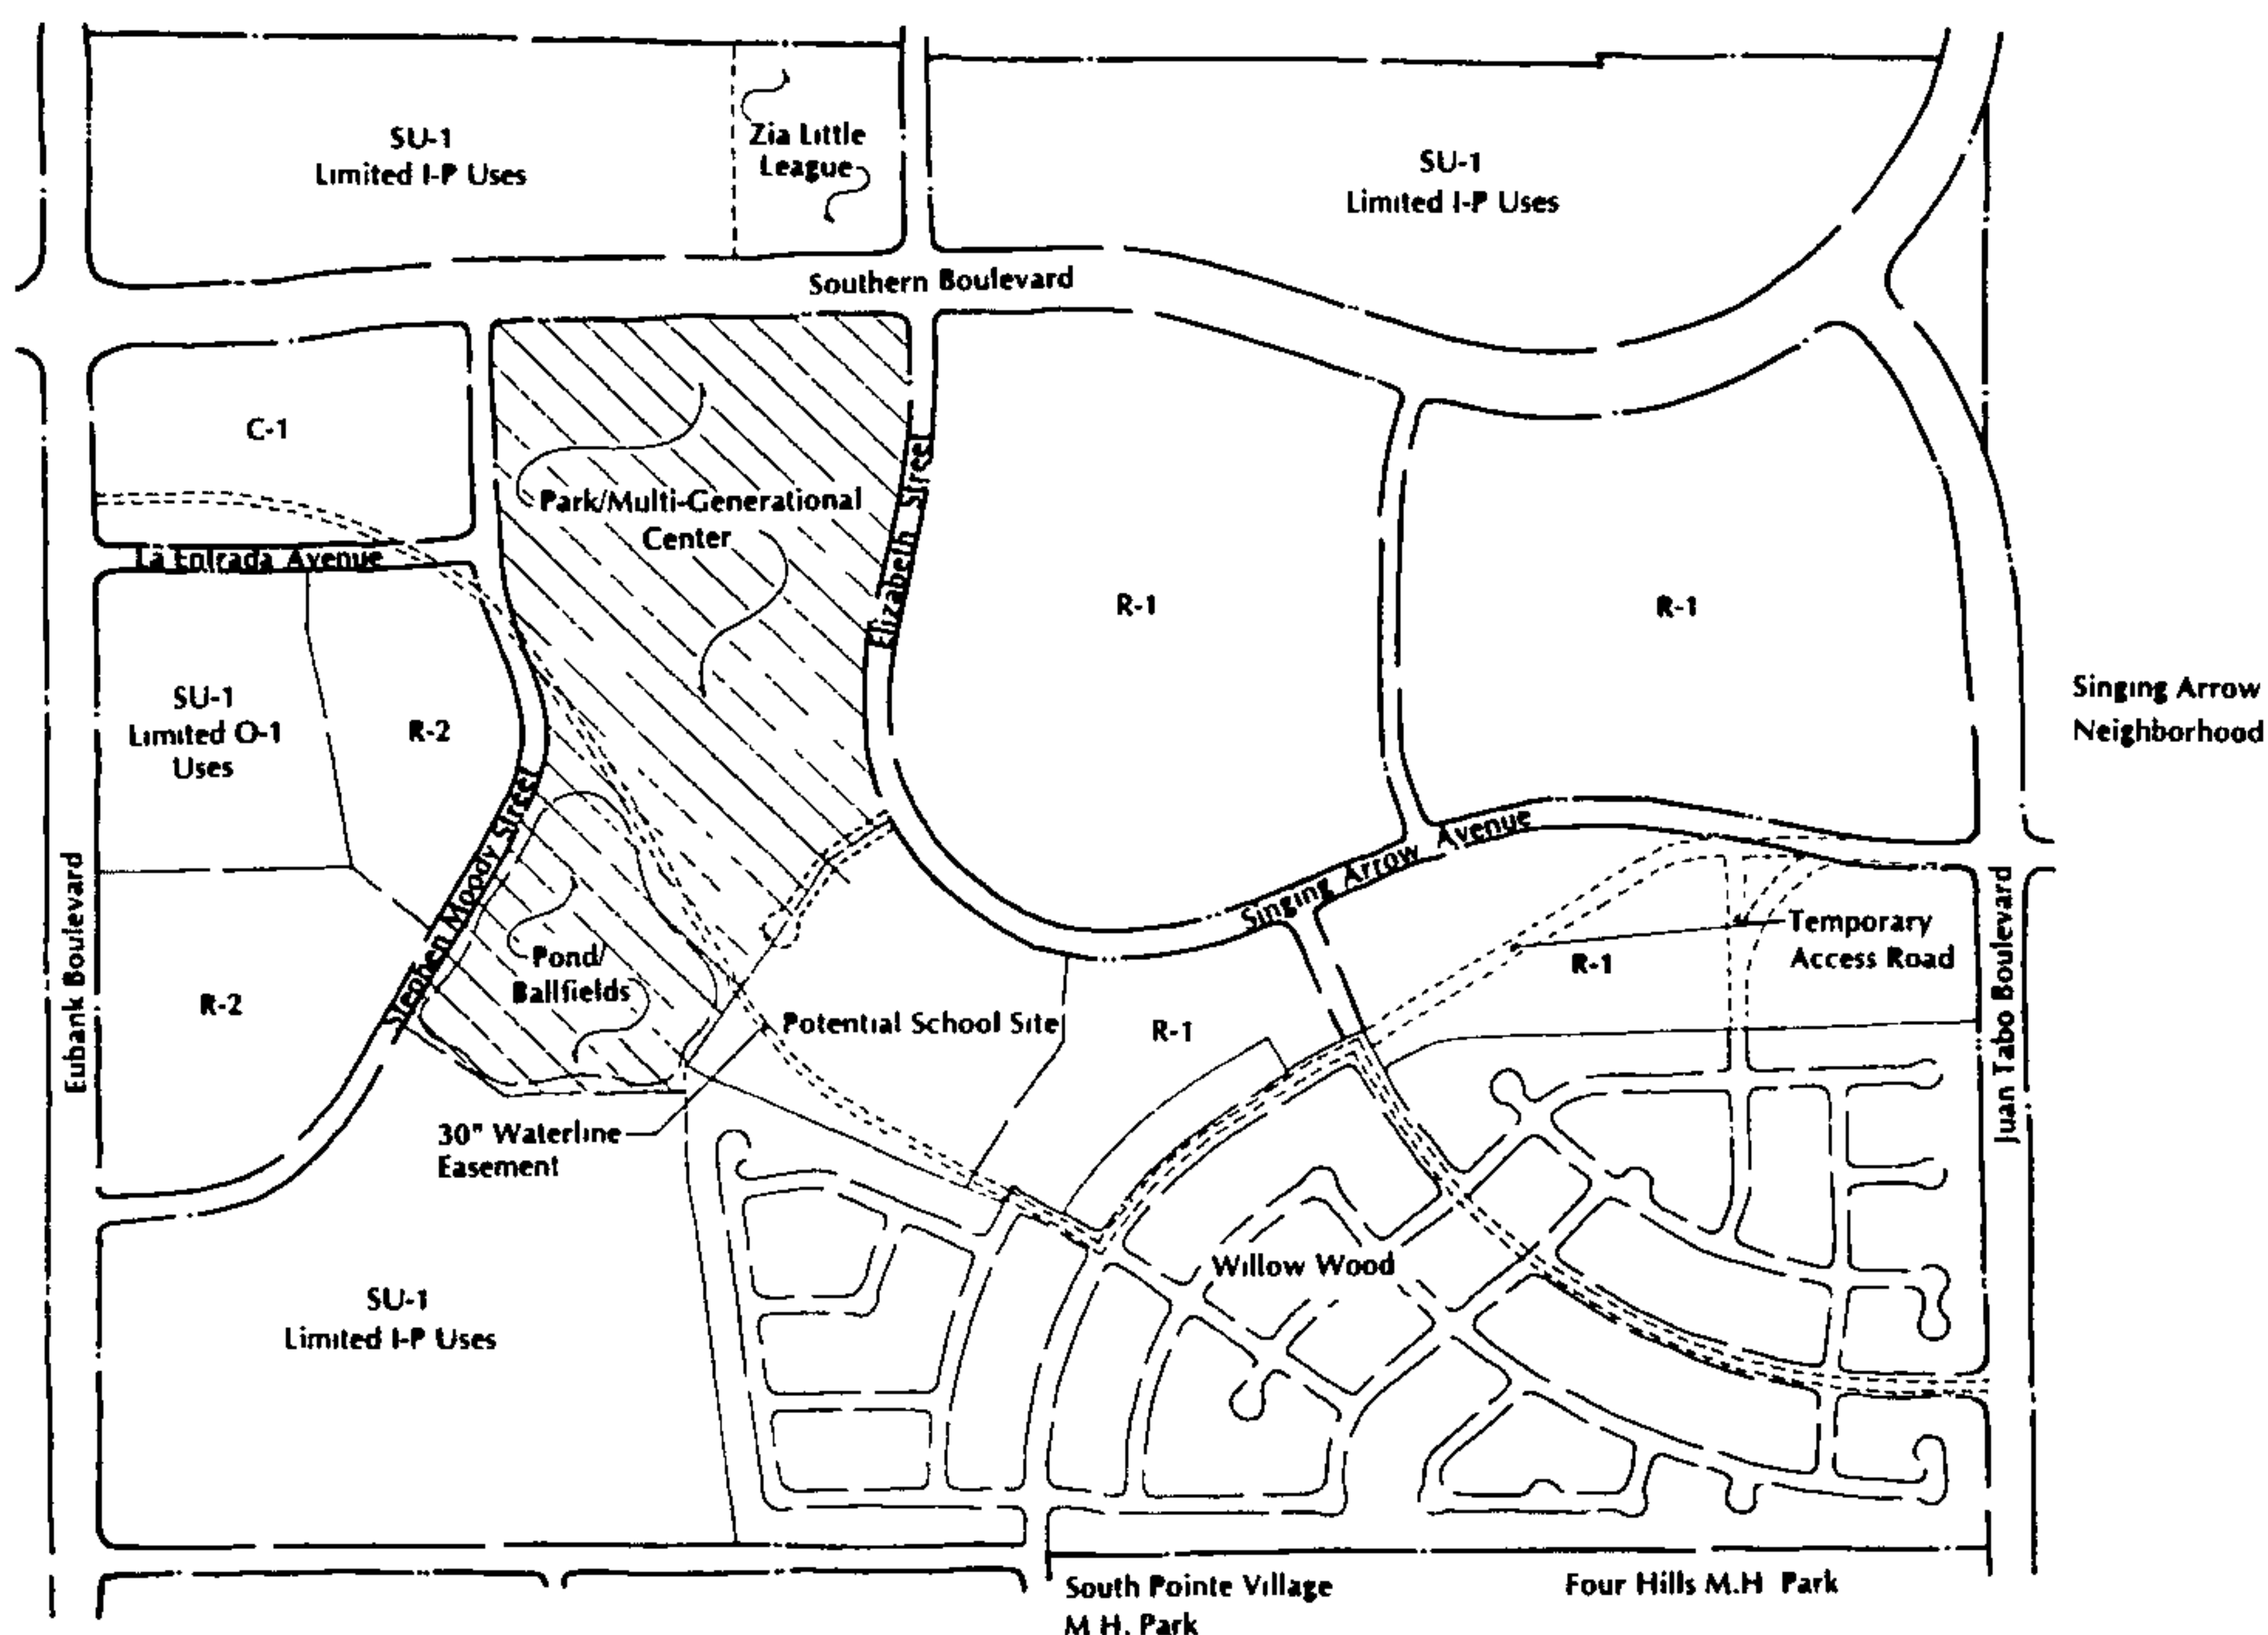 SU-1
Limited I-P Uses
Zia Little
League
SU-1
Limited I-P Uses
Southern Boulevard
C-1
Park/Multi-Generational
Center
Elizabeth Street
La Entrada Avenue
R-1
R-1
SU-1
Limited O-1
Uses
R-2
Singing Arrow
Neighborhood
Stephen Moody Street
Singing Arrow Avenue
Eubank Boulevard
R-2
Pond/
Ballfields
Potential School Site
R-1
R-1
Temporary
Access Road
Juan Tabo Boulevard
30" Waterline
Easement
Willow Wood
SU-1
Limited I-P Uses
South Pointe Village
M.H. Park
Four Hills M.H Park